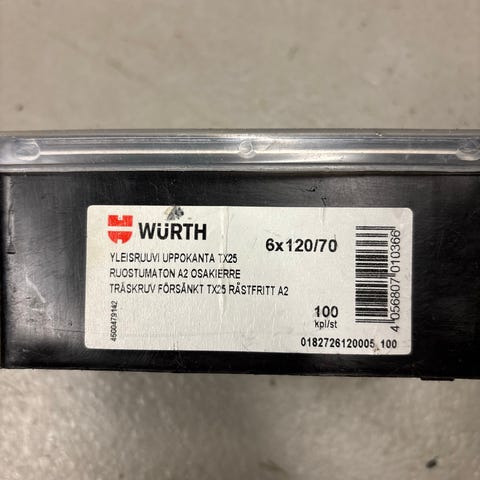 WÜRTH
6x120/70
YLEISRUUVI UPPOKANTA TX25
RUOSTUMATON A2 OSAKIERRE
TRÄSKRUV FÖRSÄNKT TX25 RÄSTFRITT A2
100
kpl/st
0182726120005 100
4500479142
4 056807 010366